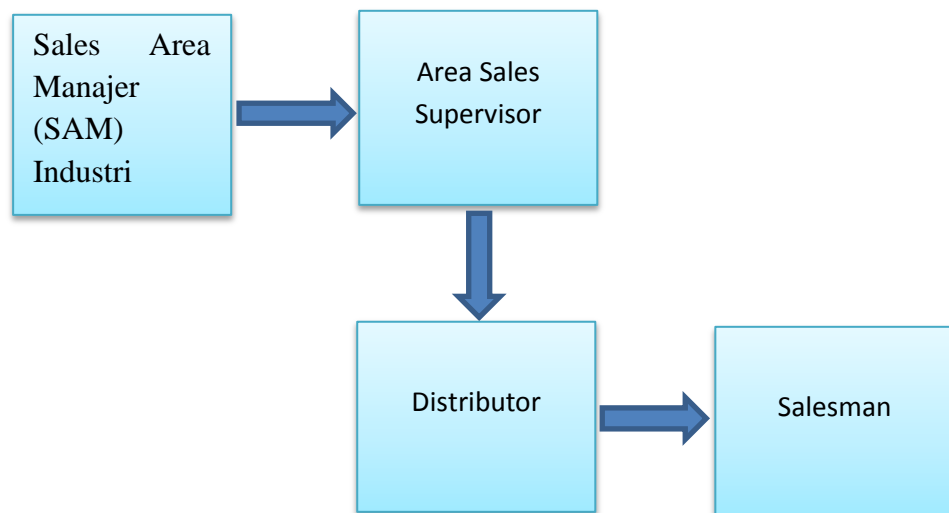 Sales Area
Manajer
(SAM)
Industri
Area Sales
Supervisor
Distributor
Salesman